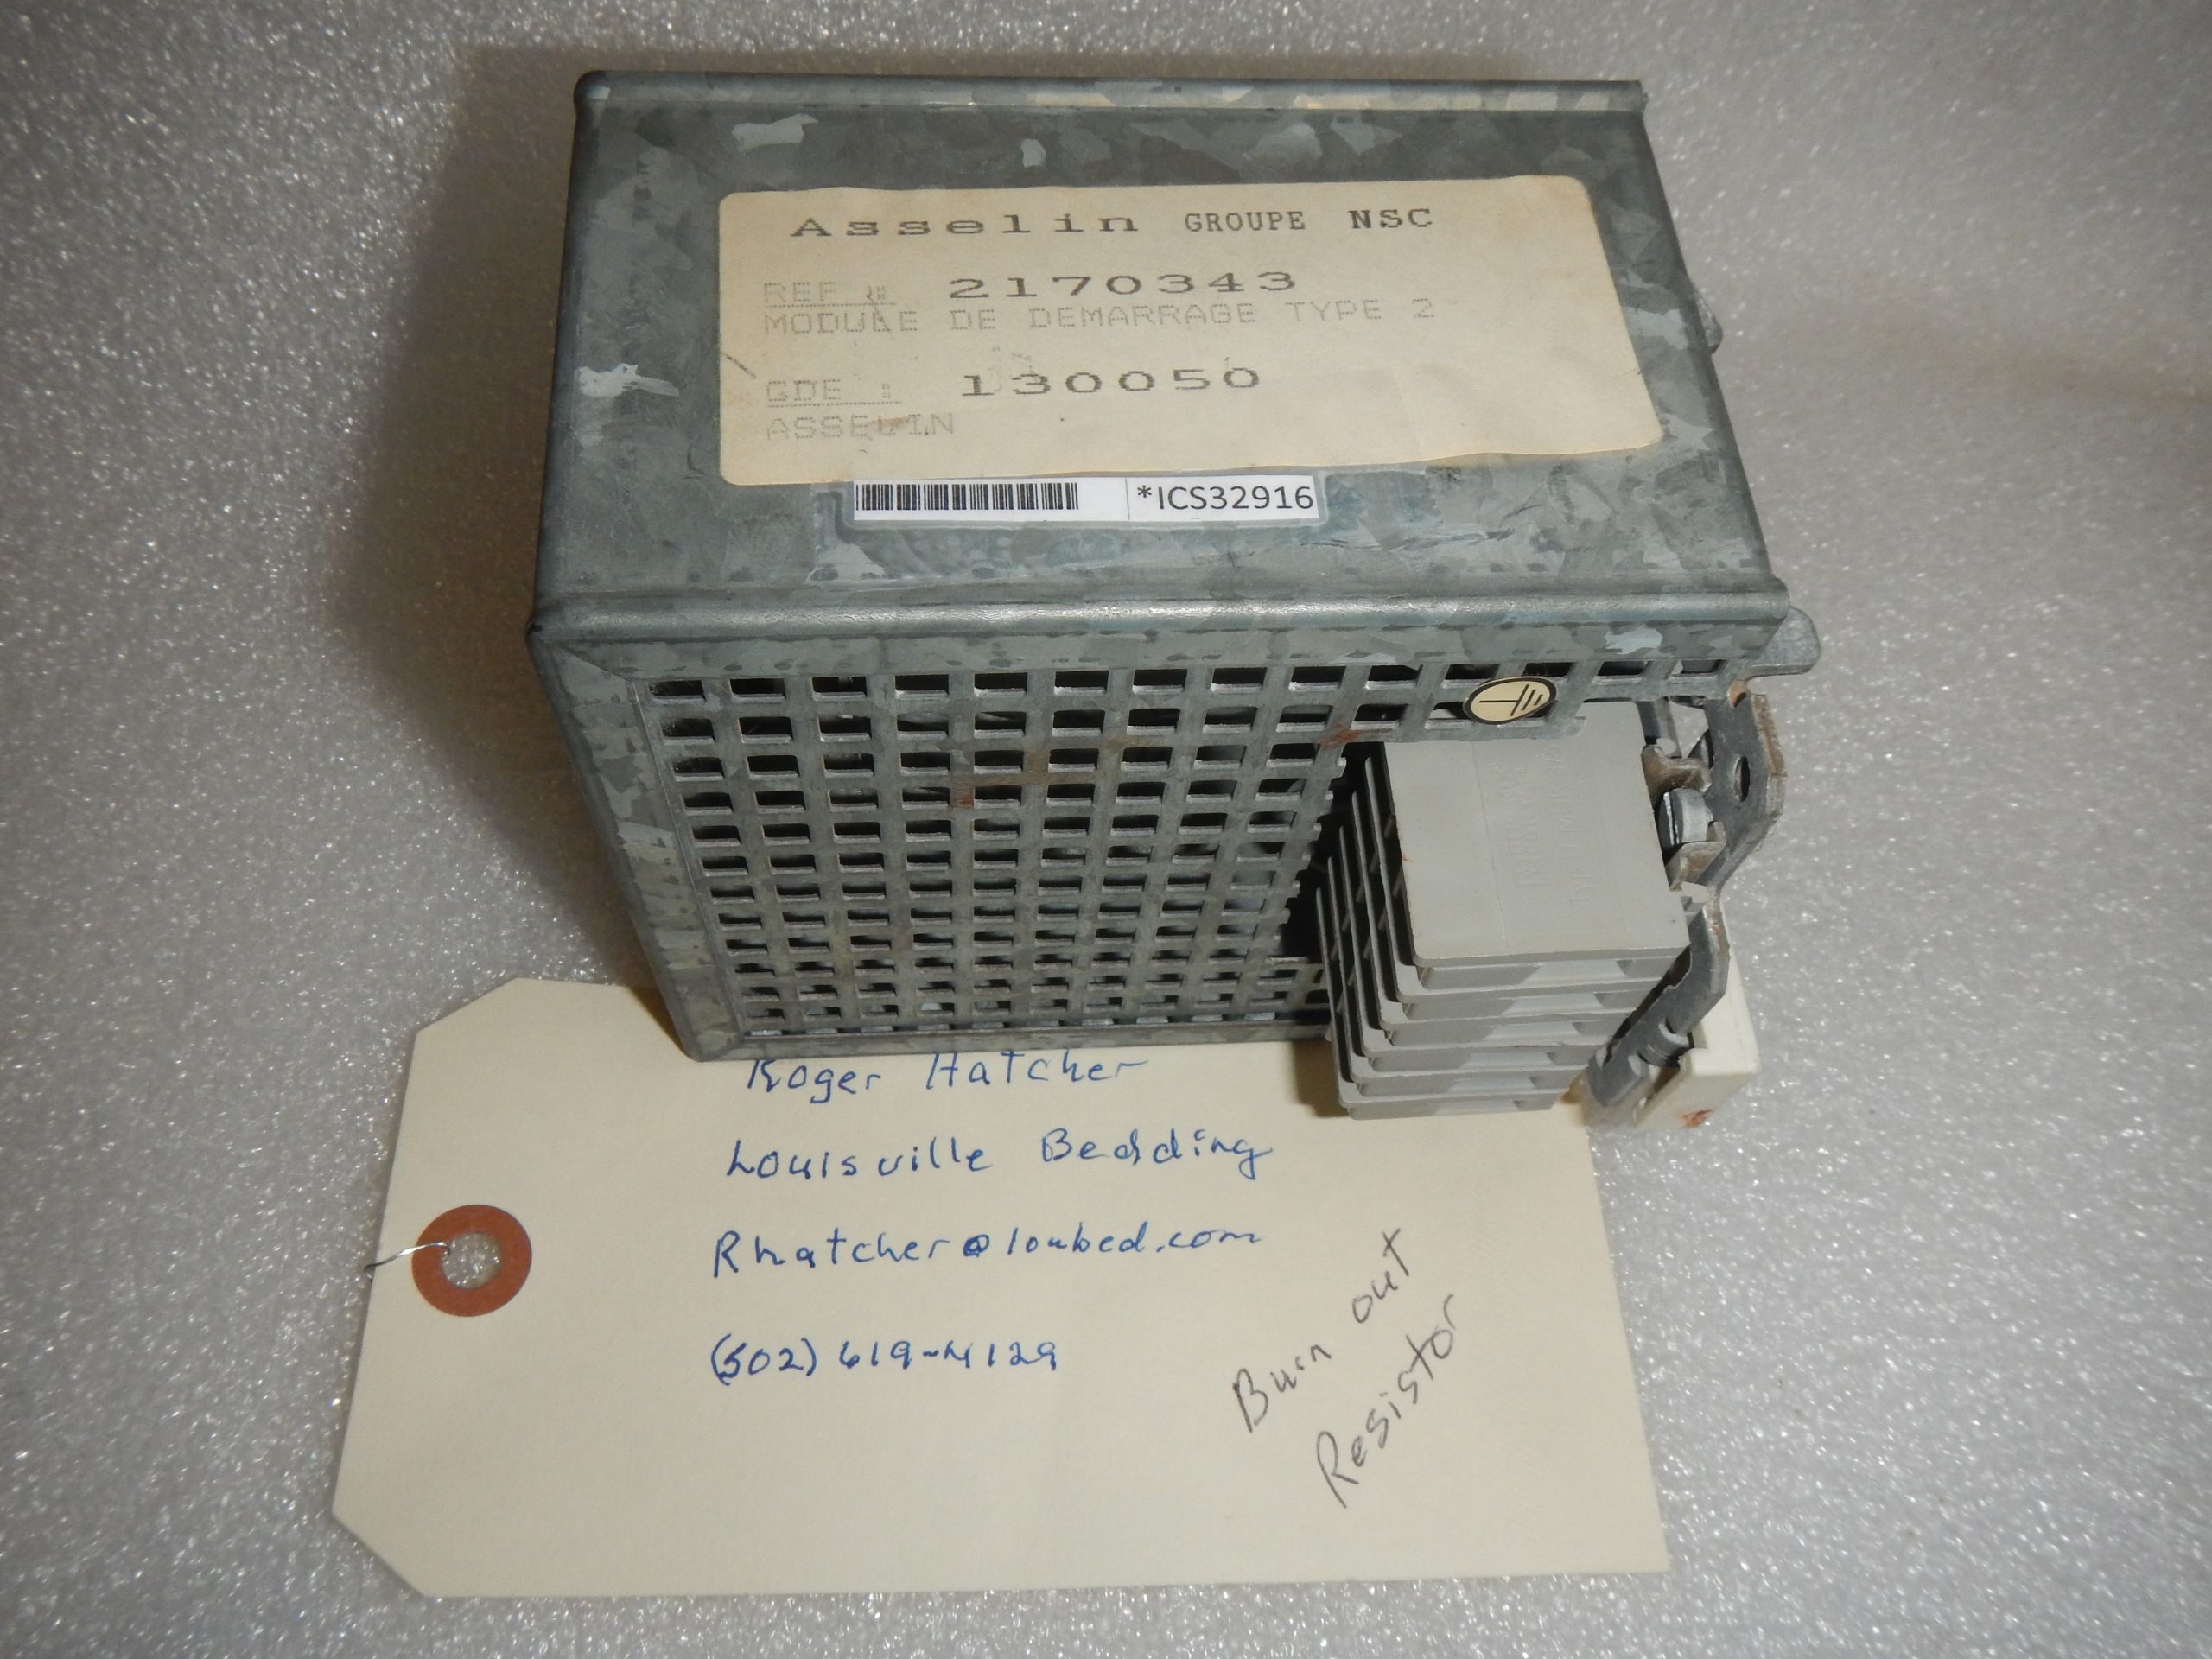 Asselin GROUPE NSC
REF : 2170343
MODULE DE DEMARRAGE TYPE 2
CDE : 130050
ASSELIN
*ICS32916
Roger Hatcher
Louisville Bedding
Rhatcher@loubed.com
(502) 619-4129
Burn out
Resistor